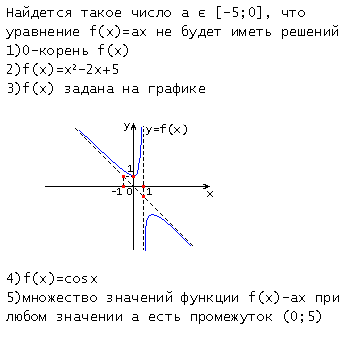 Найдется такое число a є [-5;0], что
уравнение f(x)=ax не будет иметь решений
1)0-корень f(x)
2)f(x)=x²-2x+5
3)f(x) задана на графике
y
y=f(x)
1
-1 0 1
x
4)f(x)=cosx
5)множество значений функции f(x)-ax при
любом значении a есть промежуток (0;5)